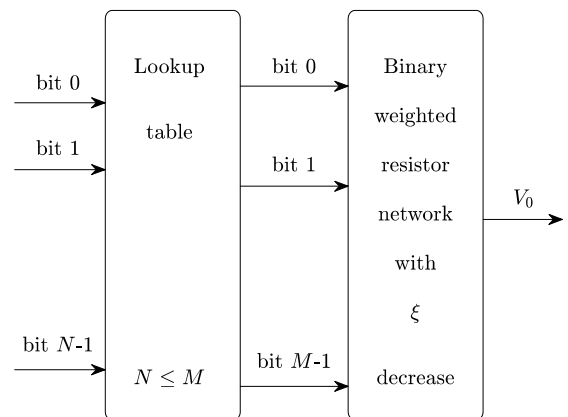 bit 0
bit 1
bit N-1
Lookup
table
N ≤ M
bit 0
bit 1
bit M-1
Binary
weighted
resistor
network
with
ξ
decrease
V₀